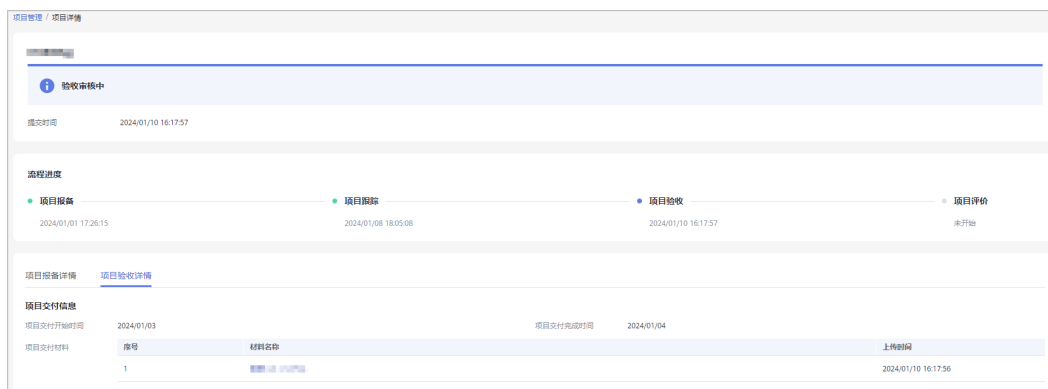 项目管理 / 项目详情
验收审核中
提交时间 2024/01/10 16:17:57
流程进度
项目报备 项目跟踪 项目验收 项目评价
2024/01/01 17:26:15 2024/01/08 18:05:08 2024/01/10 16:17:57 未开始
项目报备详情 项目验收详情
项目交付信息
项目交付开始时间 2024/01/03 项目交付完成时间 2024/01/04
项目交付材料 序号 材料名称 上传时间
1 2024/01/10 16:17:56